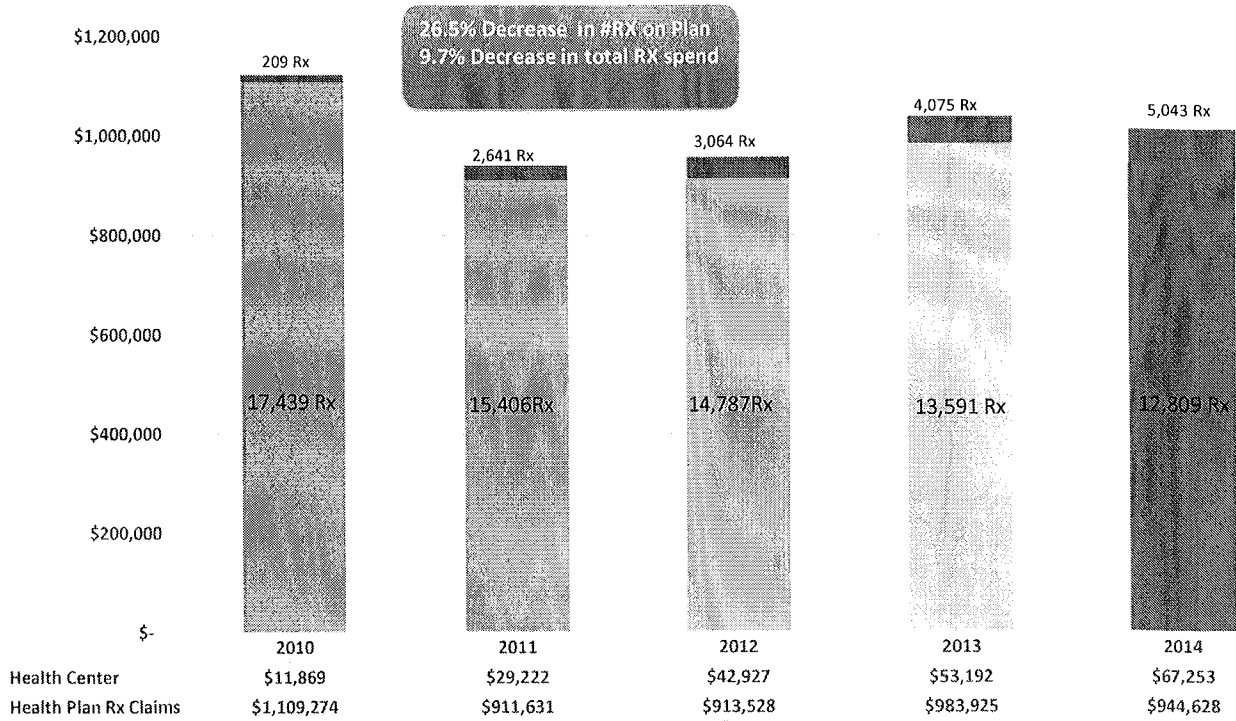 26.5% Decrease in #RX on Plan
9.7% Decrease in total RX spend
$1,200,000
$1,000,000
$800,000
$600,000
$400,000
$200,000
$-
209 Rx
2,641 Rx
3,064 Rx
4,075 Rx
5,043 Rx
17,439 Rx
15,406Rx
14,787Rx
13,591 Rx
12,809 Rx
2010 2011 2012 2013 2014
Health Center $11,869 $29,222 $42,927 $53,192 $67,253
Health Plan Rx Claims $1,109,274 $911,631 $913,528 $983,925 $944,628